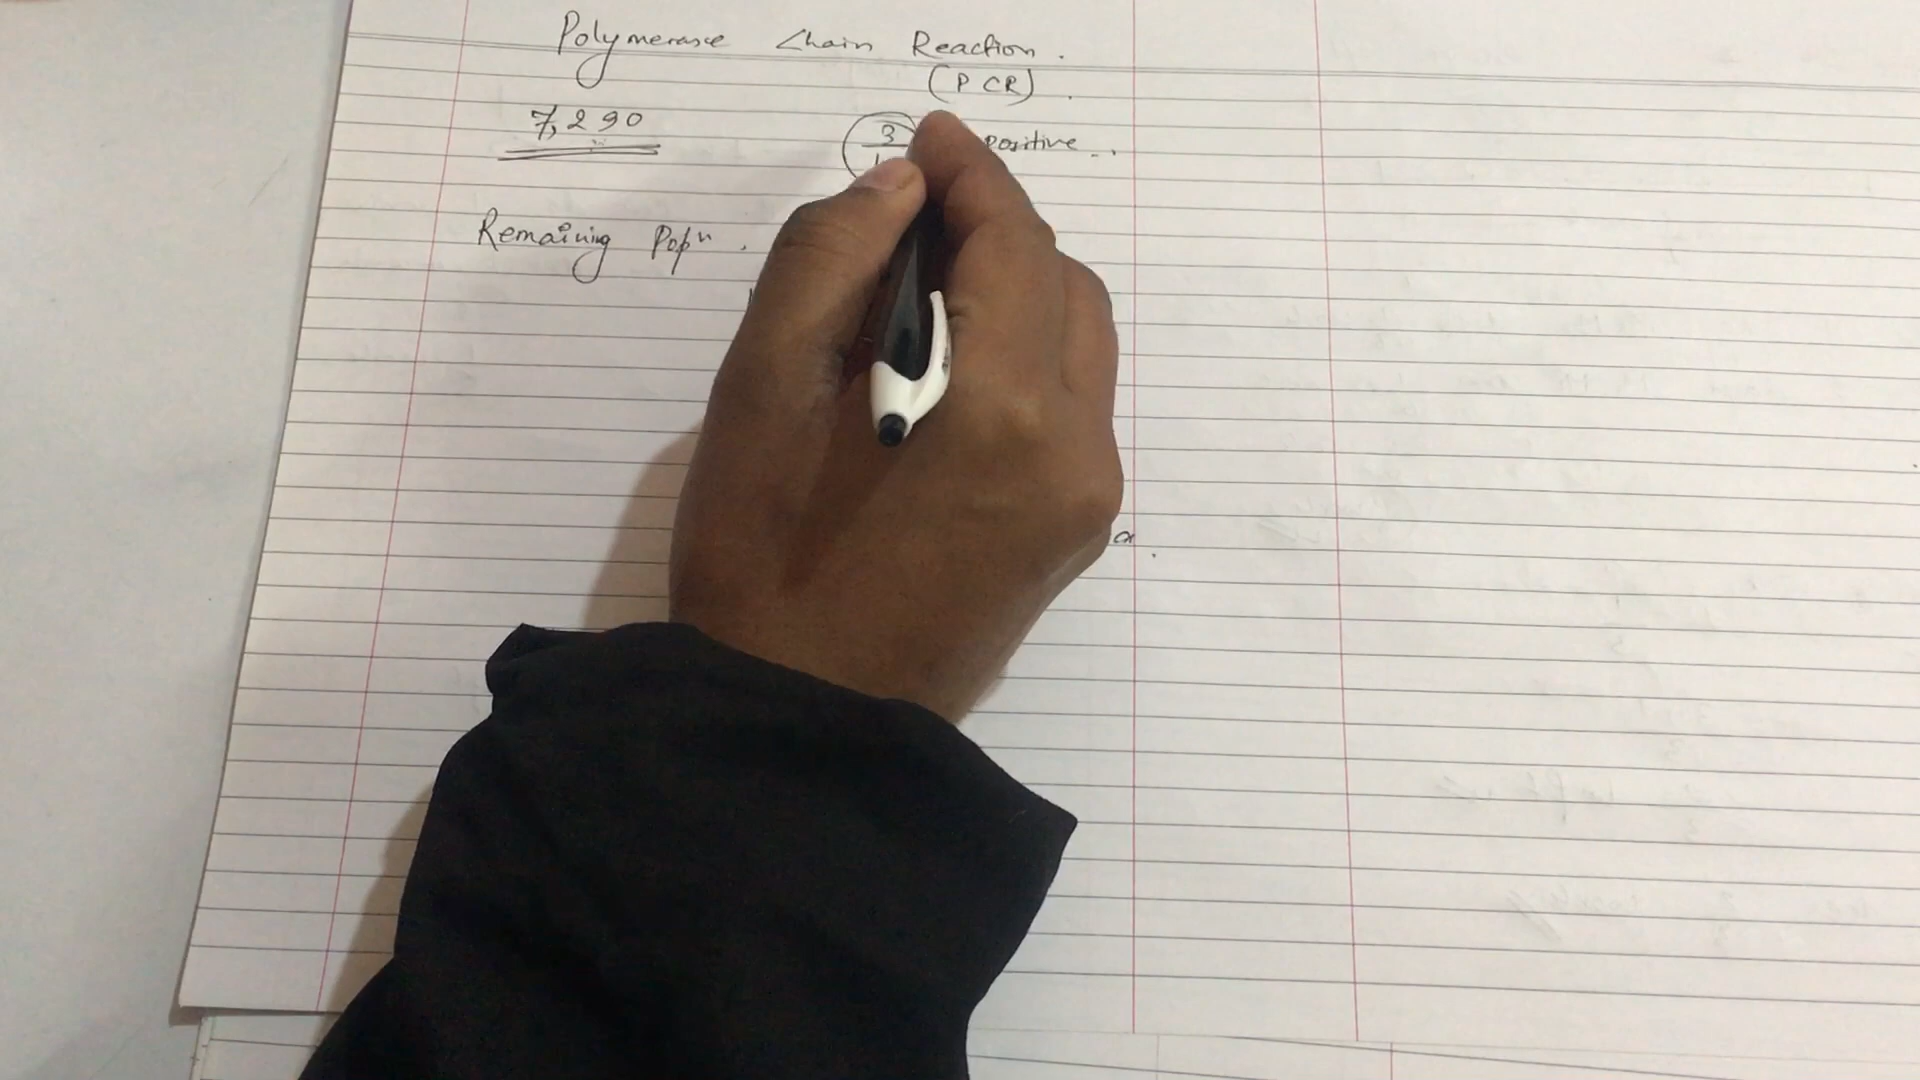 Polymerase Chain Reaction.
(PCR).
7,290
3 positive..
Remaining Popⁿ.